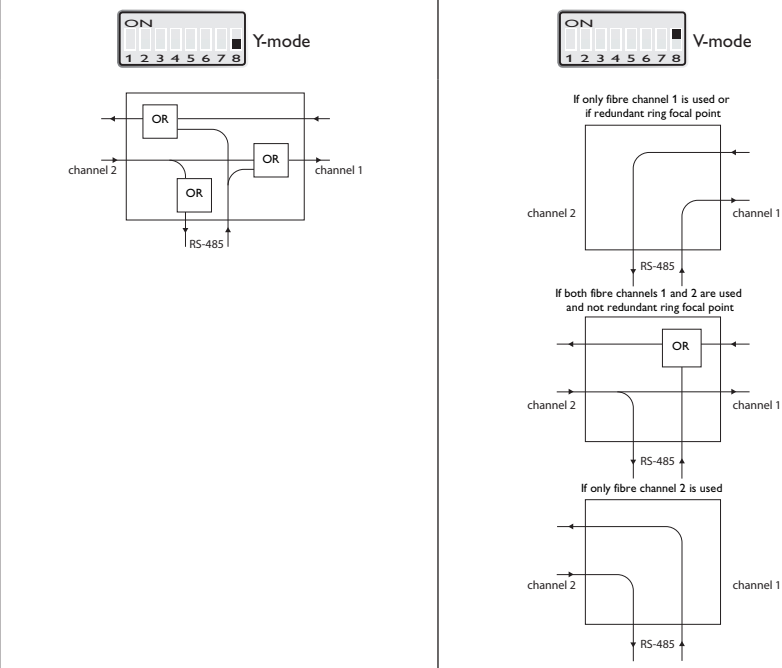 ON
1 2 3 4 5 6 7 8
Y-mode
OR
OR
channel 2
channel 1
OR
RS-485
ON
1 2 3 4 5 6 7 8
V-mode
If only fibre channel 1 is used or
if redundant ring focal point
channel 2
channel 1
RS-485
If both fibre channels 1 and 2 are used
and not redundant ring focal point
OR
channel 2
channel 1
RS-485
If only fibre channel 2 is used
channel 2
channel 1
RS-485